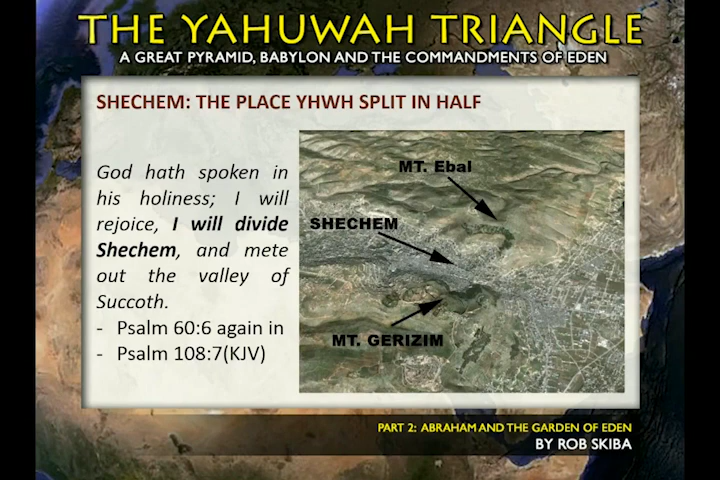 THE YAHUWAH TRIANGLE
A GREAT PYRAMID, BABYLON AND THE COMMANDMENTS OF EDEN
SHECHEM: THE PLACE YHWH SPLIT IN HALF
God hath spoken in
his holiness; I will
rejoice, I will divide
Shechem, and mete
out the valley of
Succoth.
- Psalm 60:6 again in
- Psalm 108:7(KJV)
MT. Ebal
SHECHEM
MT. GERIZIM
PART 2: ABRAHAM AND THE GARDEN OF EDEN
BY ROB SKIBA